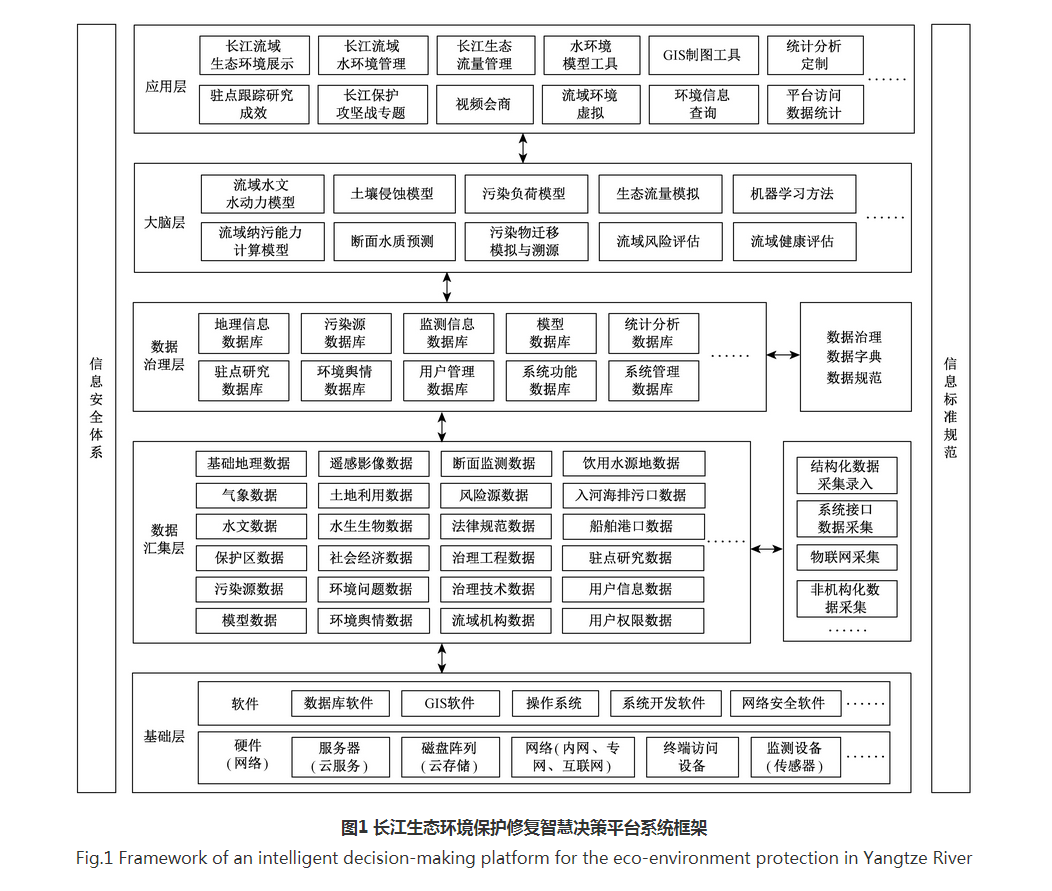 应用层
长江流域
生态环境展示
长江流域
水环境管理
长江生态
流量管理
水环境
模型工具
GIS制图工具
统计分析
定制
······
驻点跟踪研究
成效
长江保护
攻坚战专题
视频会商
流域环境
虚拟
环境信息
查询
平台访问
数据统计
大脑层
流域水文
水动力模型
土壤侵蚀模型
污染负荷模型
生态流量模拟
机器学习方法
······
流域纳污能力
计算模型
断面水质预测
污染物迁移
模拟与溯源
流域风险评估
流域健康评估
数据
治理层
地理信息
数据库
污染源
数据库
监测信息
数据库
模型
数据库
统计分析
数据库
······
驻点研究
数据库
环境舆情
数据库
用户管理
数据库
系统功能
数据库
系统管理
数据库
数据治理
数据字典
数据规范
信息安全体系
信息标准规范
数据
汇集层
基础地理数据
遥感影像数据
断面监测数据
饮用水源地数据
气象数据
土地利用数据
风险源数据
入河海排污口数据
水文数据
水生生物数据
法律规范数据
船舶港口数据
······
保护区数据
社会经济数据
治理工程数据
驻点研究数据
污染源数据
环境问题数据
治理技术数据
用户信息数据
模型数据
环境舆情数据
流域机构数据
用户权限数据
结构化数据
采集录入
系统接口
数据采集
物联网采集
非机构化数
据采集
······
基础层
软件
数据库软件
GIS软件
操作系统
系统开发软件
网络安全软件
······
硬件
(网络)
服务器
(云服务)
磁盘阵列
(云存储)
网络(内网、专
网、互联网)
终端访问
设备
监测设备
(传感器)
······
图1 长江生态环境保护修复智慧决策平台系统框架
Fig.1 Framework of an intelligent decision-making platform for the eco-environment protection in Yangtze River